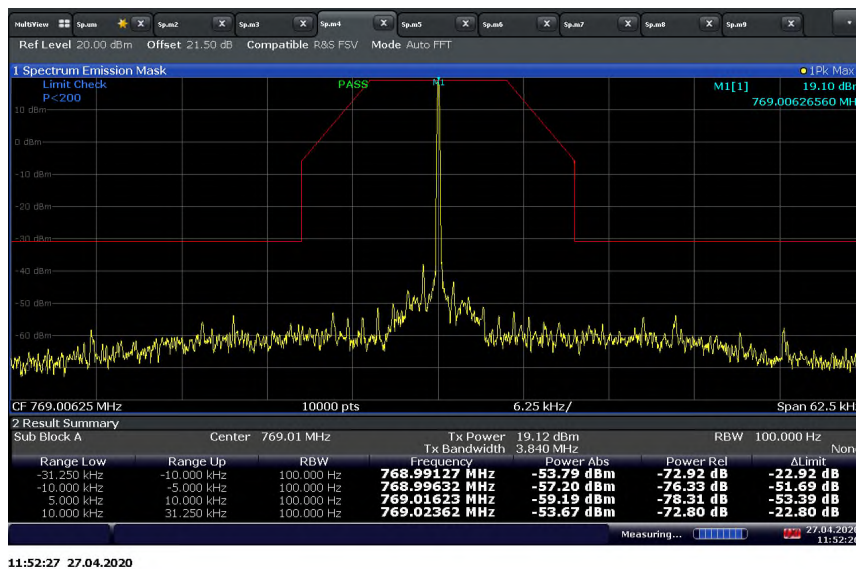 MultiView Sp.um X Sp.m2 X Sp.m3 X Sp.m4 X Sp.m5 X Sp.m6 X Sp.m7 X Sp.m8 X Sp.m9 X
Ref Level 20.00 dBm Offset 21.50 dB Compatible R&S FSV Mode Auto FFT
1 Spectrum Emission Mask 1Pk Max
Limit Check PASS M1 M1[1] 19.10 dBm
P<200 769.00626560 MH
10 dBm
0 dBm
-10 dBm
-20 dBm
-30 dBm
-40 dBm
-50 dBm
-60 dBm
CF 769.00625 MHz 10000 pts 6.25 kHz/ Span 62.5 kH
2 Result Summary
Sub Block A Center 769.01 MHz Tx Power 19.12 dBm RBW 100.000 Hz
Tx Bandwidth 3.840 MHz None
Range Low Range Up RBW Frequency Power Abs Power Rel ΔLimit
-31.250 kHz -10.000 kHz 100.000 Hz 768.99127 MHz -53.79 dBm -72.92 dB -22.92 dB
-10.000 kHz -5.000 kHz 100.000 Hz 768.99632 MHz -57.20 dBm -76.33 dB -51.69 dB
5.000 kHz 10.000 kHz 100.000 Hz 769.01623 MHz -59.19 dBm -78.31 dB -53.39 dB
10.000 kHz 31.250 kHz 100.000 Hz 769.02362 MHz -53.67 dBm -72.80 dB -22.80 dB
Measuring... 27.04.2020
11:52:26
11:52:27 27.04.2020